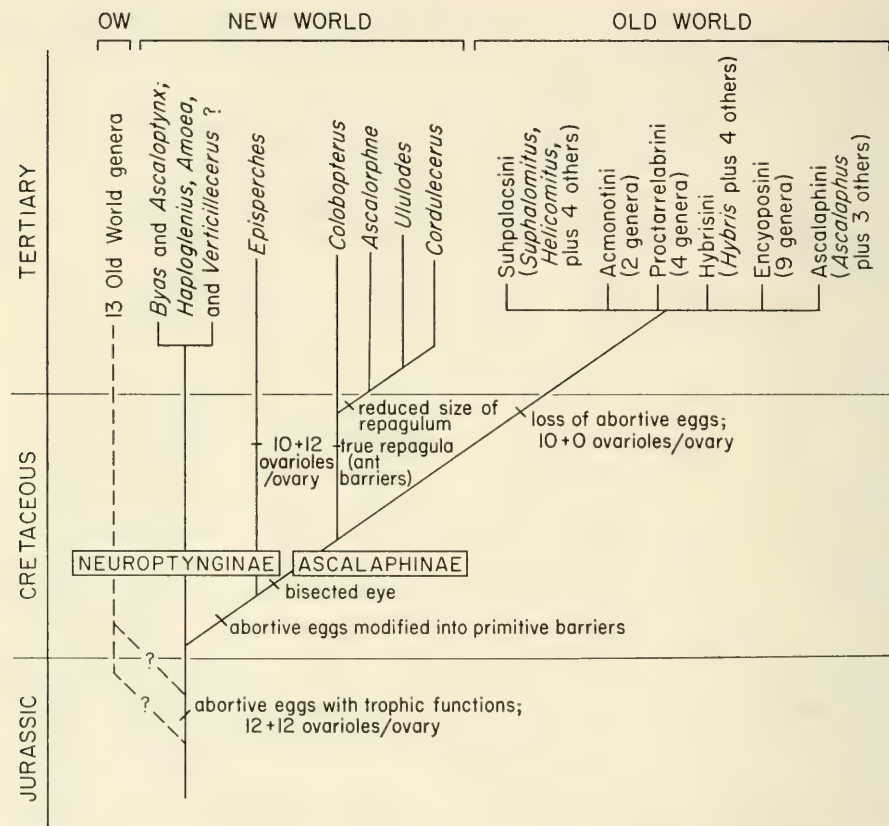 OW
NEW WORLD
OLD WORLD
TERTIARY
CRETACEOUS
JURASSIC
13 Old World genera
Byas and Ascaloptynx;
Haploglenius, Amoea,
and Verticillecerus ?
Episperches
Colobopterus
Ascalorphne
Ululodes
Cordulecerus
Suhpalacsini
(Suphalomitus,
Helicomitus,
plus 4 others)
Acmonotini
(2 genera)
Proctarrelabrini
(4 genera)
Hybrisini
(Hybris plus 4 others)
Encyoposini
(9 genera)
Ascalaphini
(Ascalaphus
plus 3 others)
reduced size of
repagulum
loss of abortive eggs;
10+0 ovarioles/ovary
10+12
ovarioles
/ovary
true repagula
(ant
barriers)
NEUROPTYNGINAE
ASCALAPHINAE
bisected eye
abortive eggs modified into primitive barriers
?
?
abortive eggs with trophic functions;
12+12 ovarioles/ovary